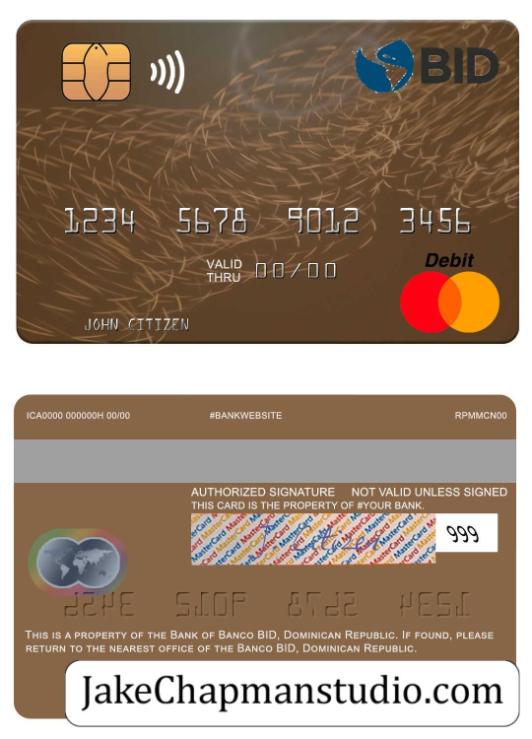 BID
1234 5678 9012 3456
Debit
VALID THRU 00/00
JOHN CITIZEN
ICA0000 000000H 00/00 #BANKWEBSITE RPMMCN00
AUTHORIZED SIGNATURE NOT VALID UNLESS SIGNED
THIS CARD IS THE PROPERTY OF #YOUR BANK.
MasterCard MasterCard MasterCard
999
THIS IS A PROPERTY OF THE BANK OF BANCO BID, DOMINICAN REPUBLIC. IF FOUND, PLEASE
RETURN TO THE NEAREST OFFICE OF THE BANCO BID, DOMINICAN REPUBLIC.
JakeChapmanstudio.com